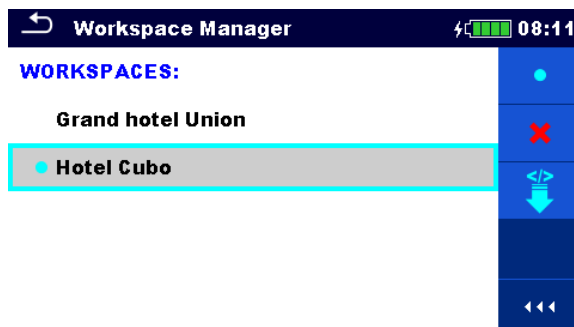 Workspace Manager 08:11
WORKSPACES:
Grand hotel Union
Hotel Cubo
</>